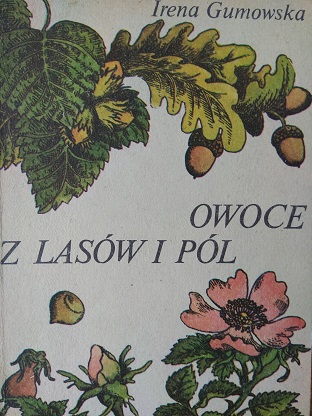 Irena Gumowska
OWOCE
Z LASÓW I PÓL